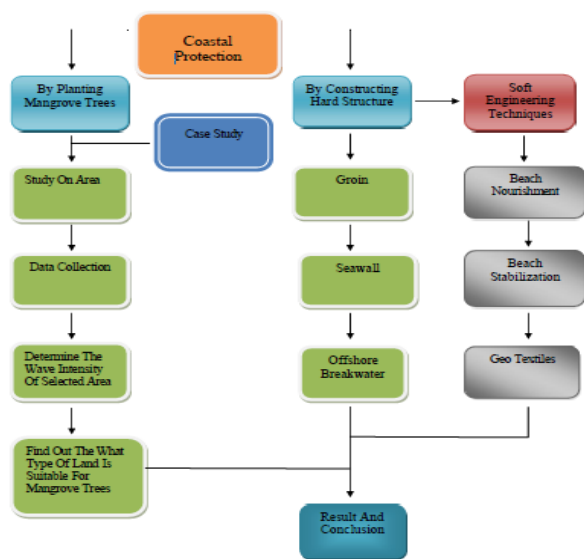 Coastal
Protection
By Planting
Mangrove Trees
Case Study
Study On Area
Data Collection
Determine The
Wave Intensity
Of Selected Area
Find Out The What
Type Of Land Is
Suitable For
Mangrove Trees
By Constructing
Hard Structure
Groin
Seawall
Offshore
Breakwater
Soft
Engineering
Techniques
Beach
Nourishment
Beach
Stabilization
Geo Textiles
Result And
Conclusion